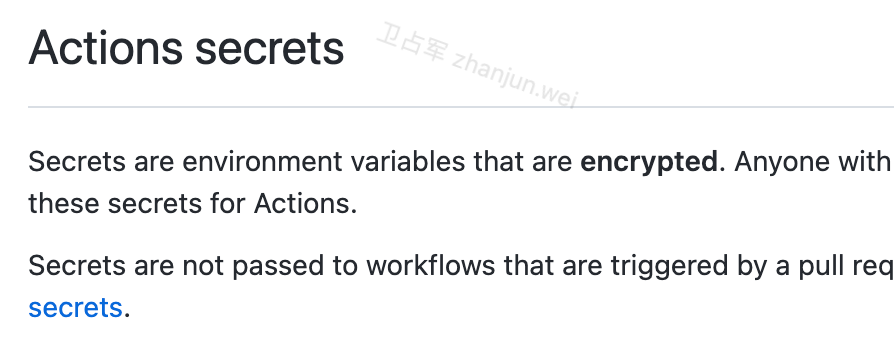 Actions secrets
卫占军 zhanjun.wei
Secrets are environment variables that are encrypted. Anyone with
these secrets for Actions.
Secrets are not passed to workflows that are triggered by a pull req
secrets.